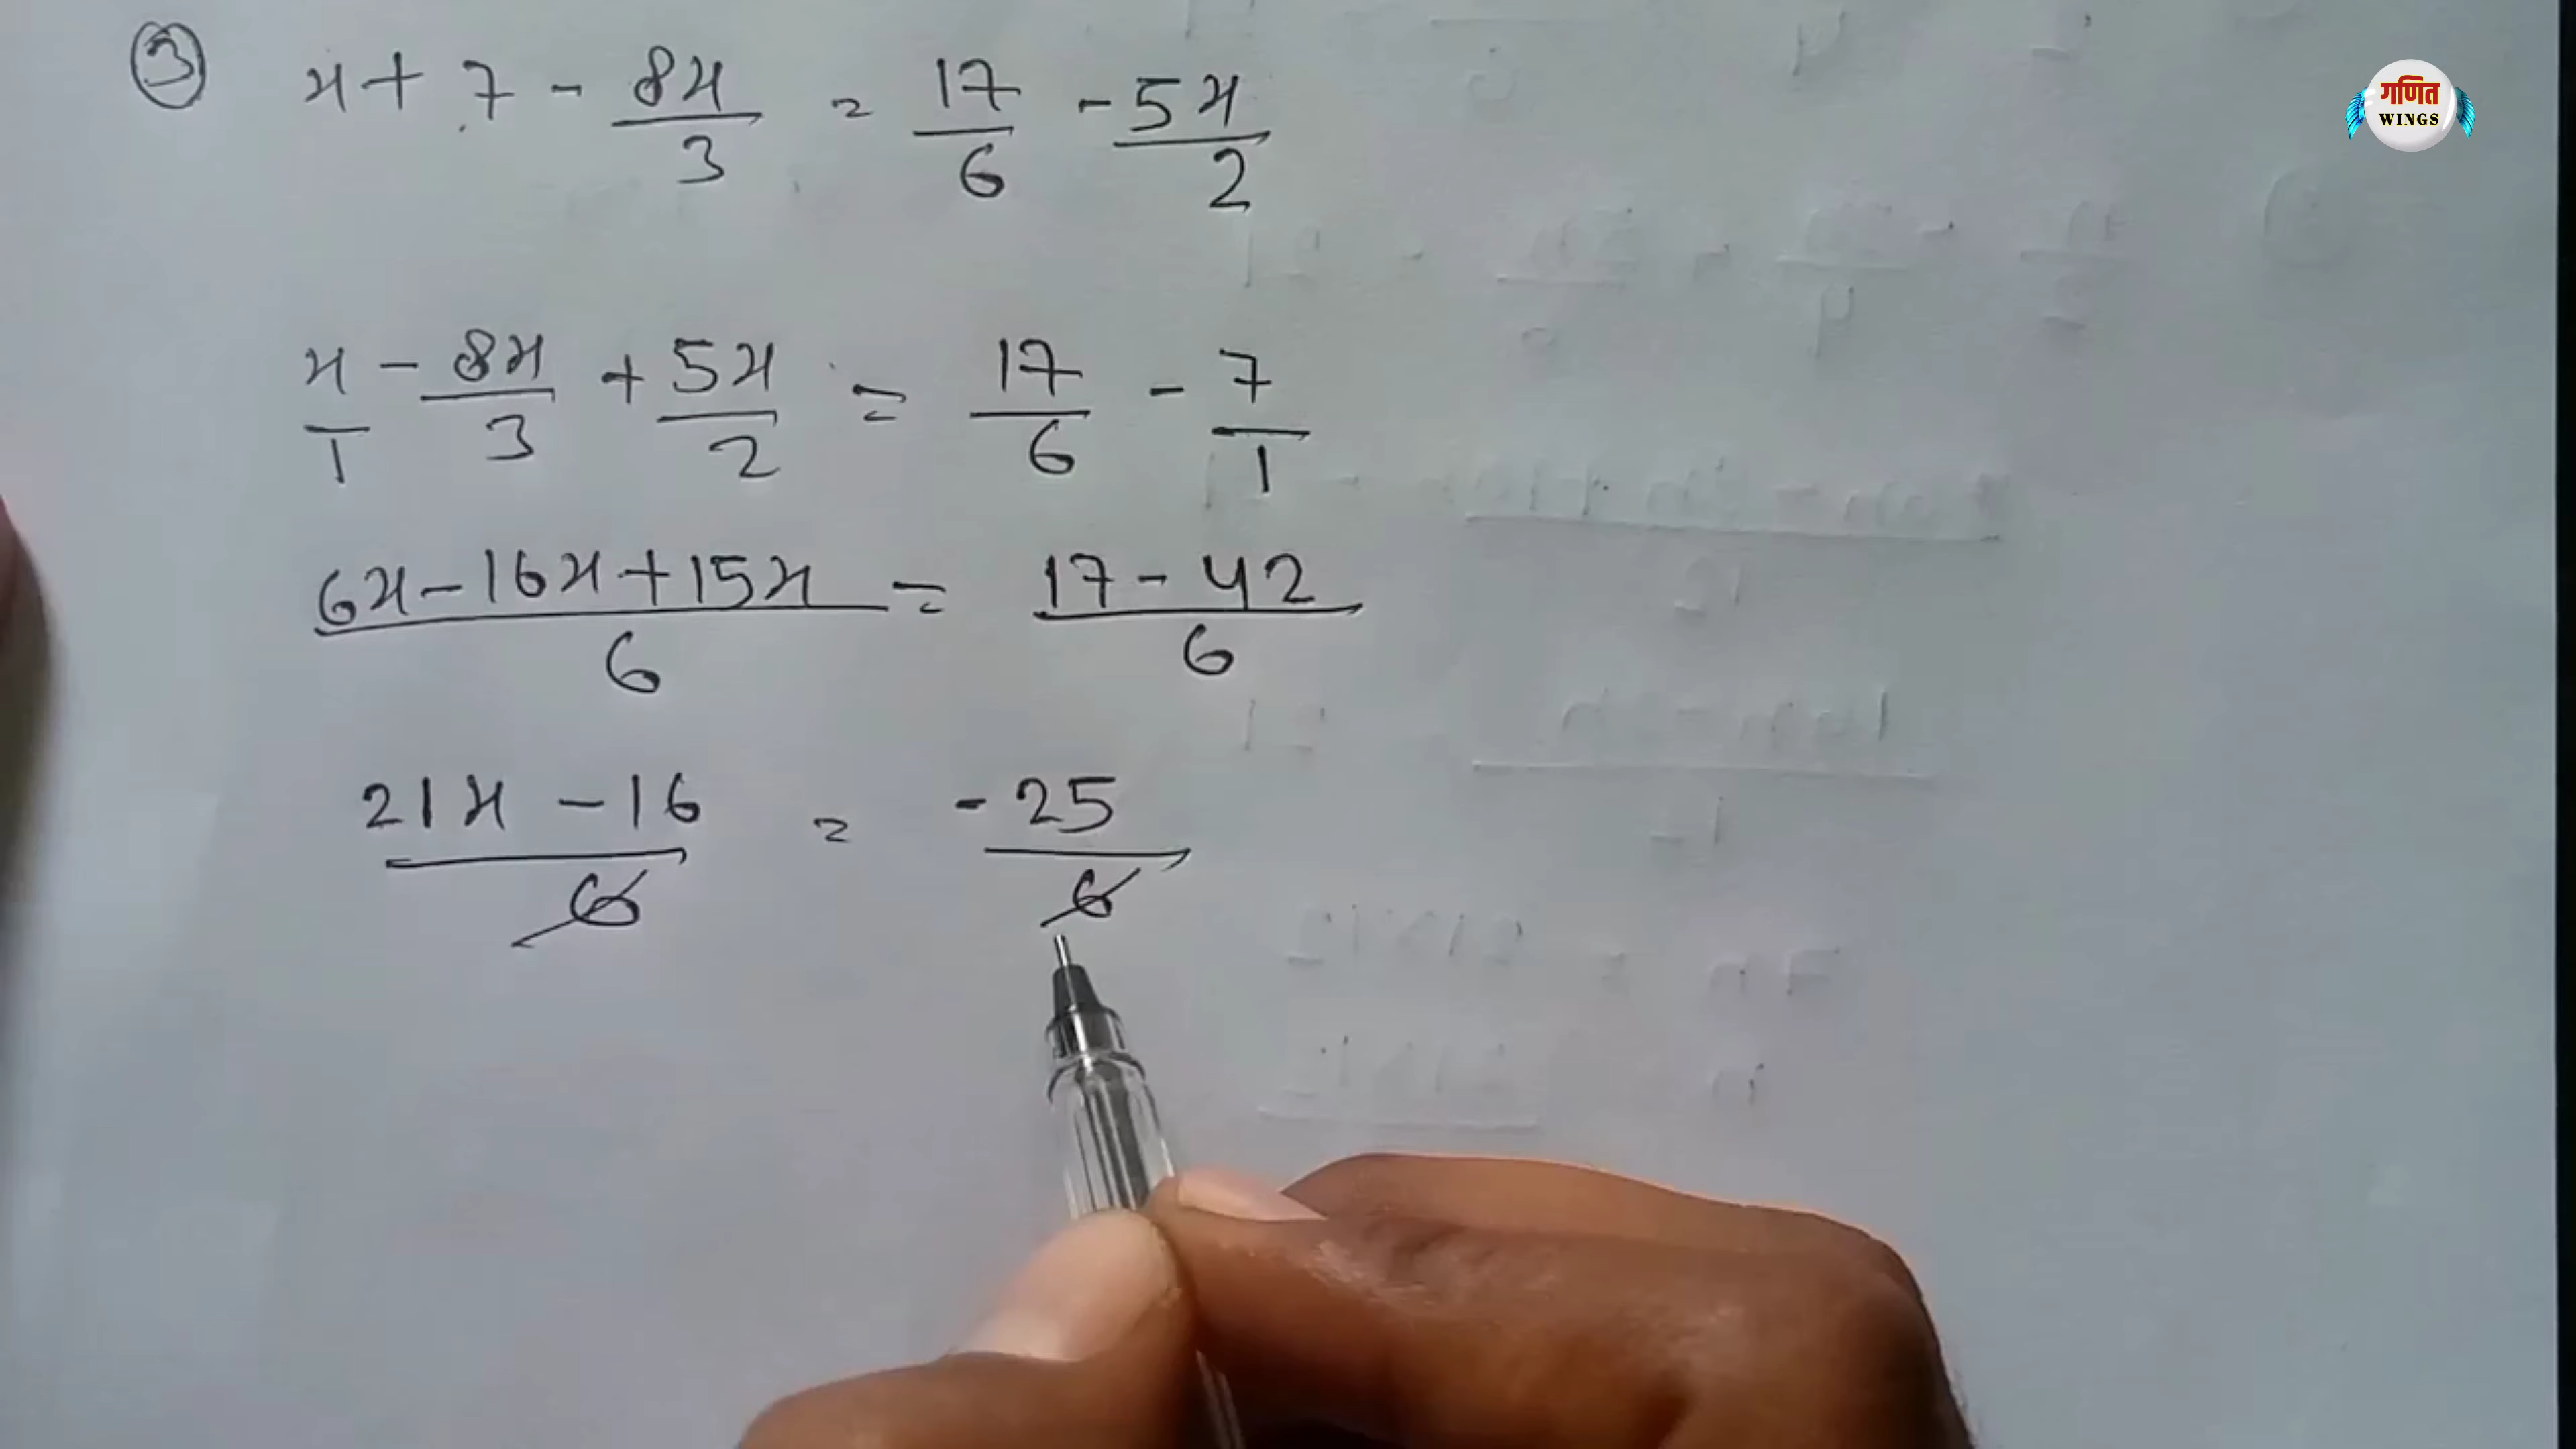 ③ x + 7 - 8x/3 = 17/6 - 5x/2
गणित
WINGS
x/1 - 8x/3 + 5x/2 = 17/6 - 7/1
6x - 16x + 15x / 6 = 17 - 42 / 6
21x - 16 / 6 = -25 / 6